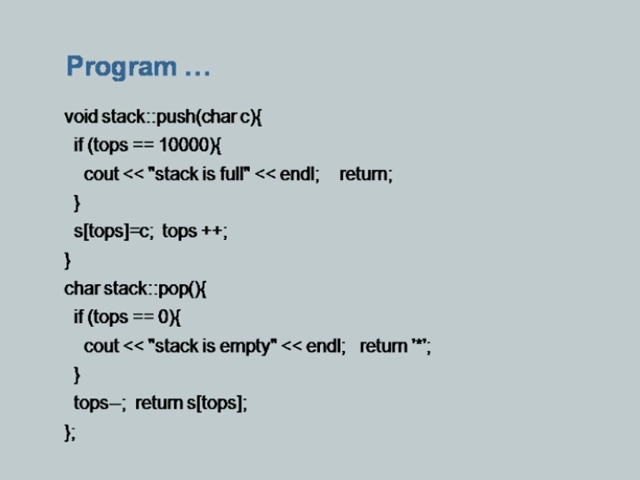 Program …
void stack::push(char c){
if (tops == 10000){
cout << "stack is full" << endl; return;
}
s[tops]=c; tops ++;
}
char stack::pop(){
if (tops == 0){
cout << "stack is empty" << endl; return '*';
}
tops–; return s[tops];
};